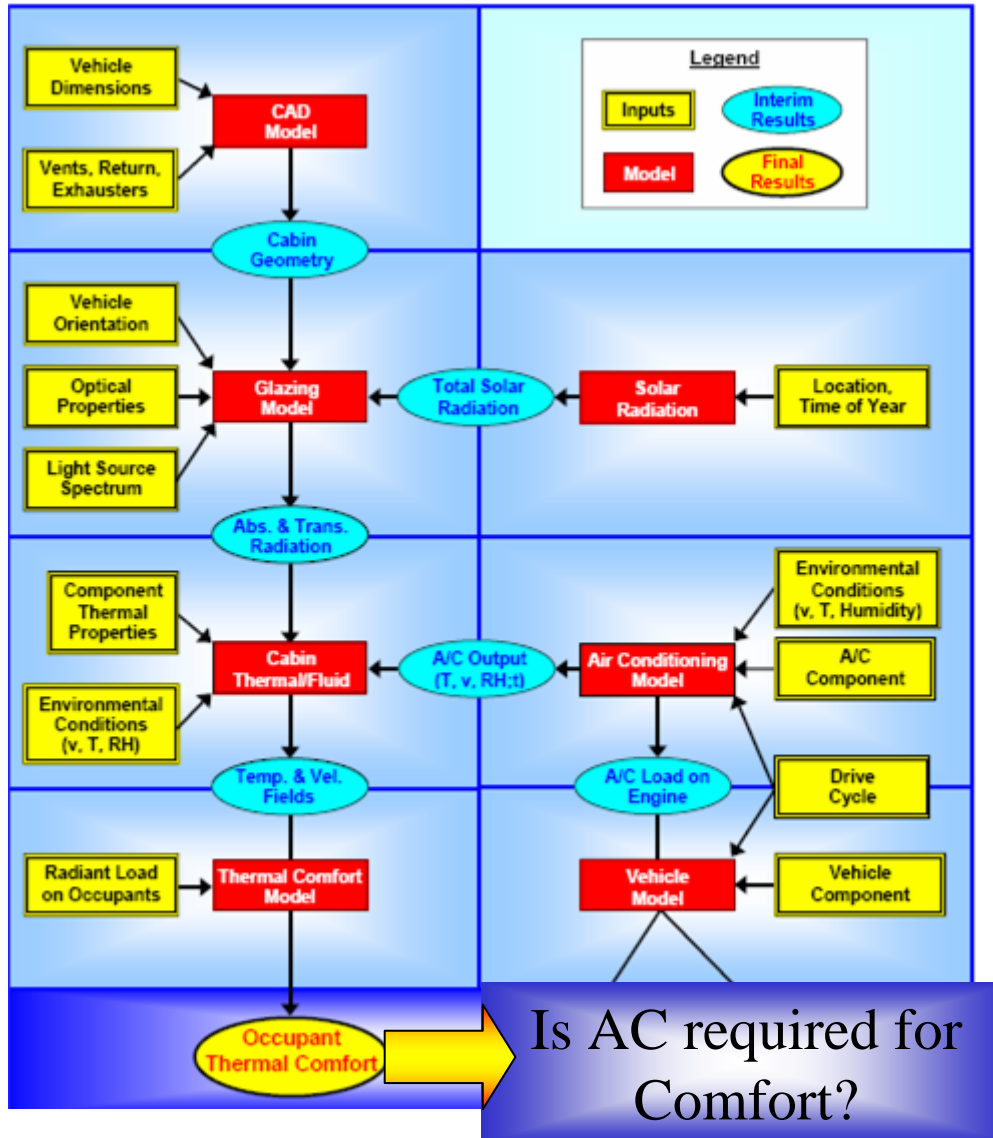 Vehicle
Dimensions
CAD
Model
Vents, Return,
Exhausters
Cabin
Geometry
Legend
Inputs
Interim
Results
Model
Final
Results
Vehicle
Orientation
Optical
Properties
Light Source
Spectrum
Glazing
Model
Total Solar
Radiation
Solar
Radiation
Location,
Time of Year
Abs. & Trans.
Radiation
Component
Thermal
Properties
Environmental
Conditions
(v, T, RH)
Cabin
Thermal/Fluid
A/C Output
(T, v, RH;t)
Air Conditioning
Model
Environmental
Conditions
(v, T, Humidity)
A/C
Component
Drive
Cycle
Temp. & Vel.
Fields
A/C Load on
Engine
Radiant Load
on Occupants
Thermal Comfort
Model
Vehicle
Model
Vehicle
Component
Occupant
Thermal Comfort
Is AC required for
Comfort?